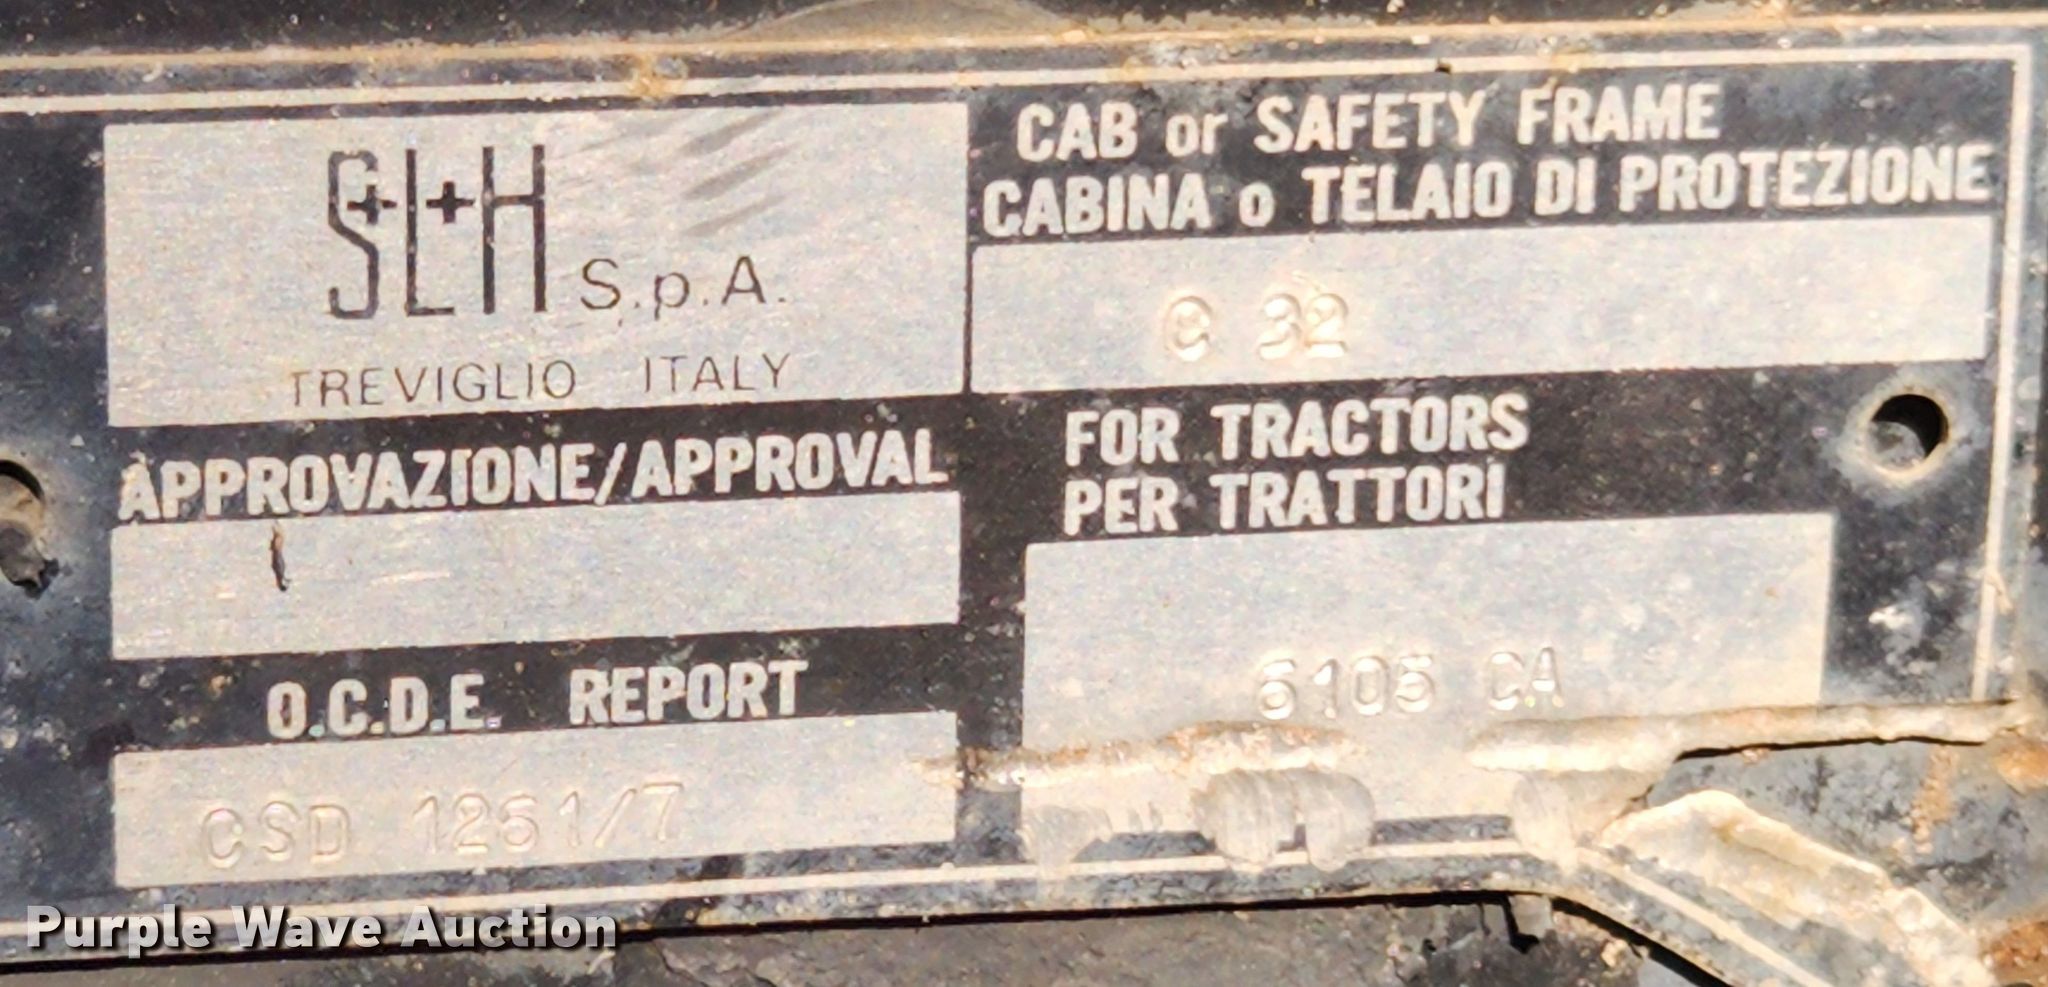 S+L+H S.p.A.
TREVIGLIO ITALY
CAB or SAFETY FRAME
CABINA o TELAIO DI PROTEZIONE
C 32
APPROVAZIONE/APPROVAL
FOR TRACTORS
PER TRATTORI
6105 CA
O.C.D.E. REPORT
CSD 1261/7
Purple Wave Auction